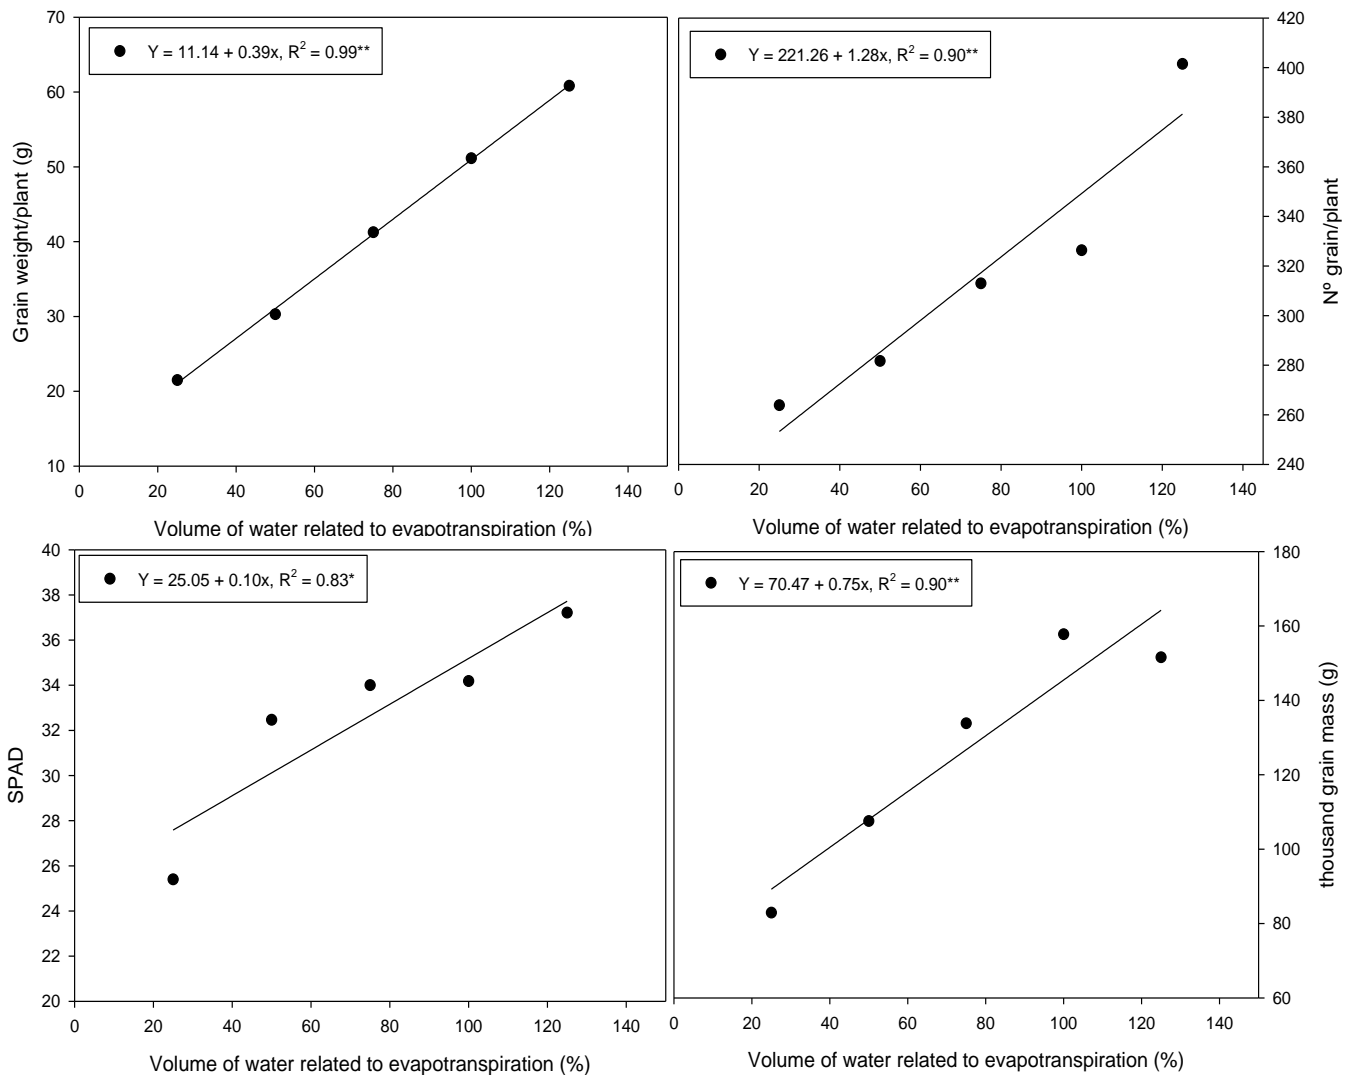 Y = 11.14 + 0.39x, R² = 0.99**
Grain weight/plant (g)
70
60
50
40
30
20
10
0 20 40 60 80 100 120 140
Volume of water related to evapotranspiration (%)
Y = 221.26 + 1.28x, R² = 0.90**
420
400
380
360
340
320
300
280
260
240
Nº grain/plant
0 20 40 60 80 100 120 140
Volume of water related to evapotranspiration (%)
Y = 25.05 + 0.10x, R² = 0.83*
SPAD
40
38
36
34
32
30
28
26
24
22
20
0 20 40 60 80 100 120 140
Volume of water related to evapotranspiration (%)
Y = 70.47 + 0.75x, R² = 0.90**
180
160
140
120
100
80
60
thousand grain mass (g)
0 20 40 60 80 100 120 140
Volume of water related to evapotranspiration (%)